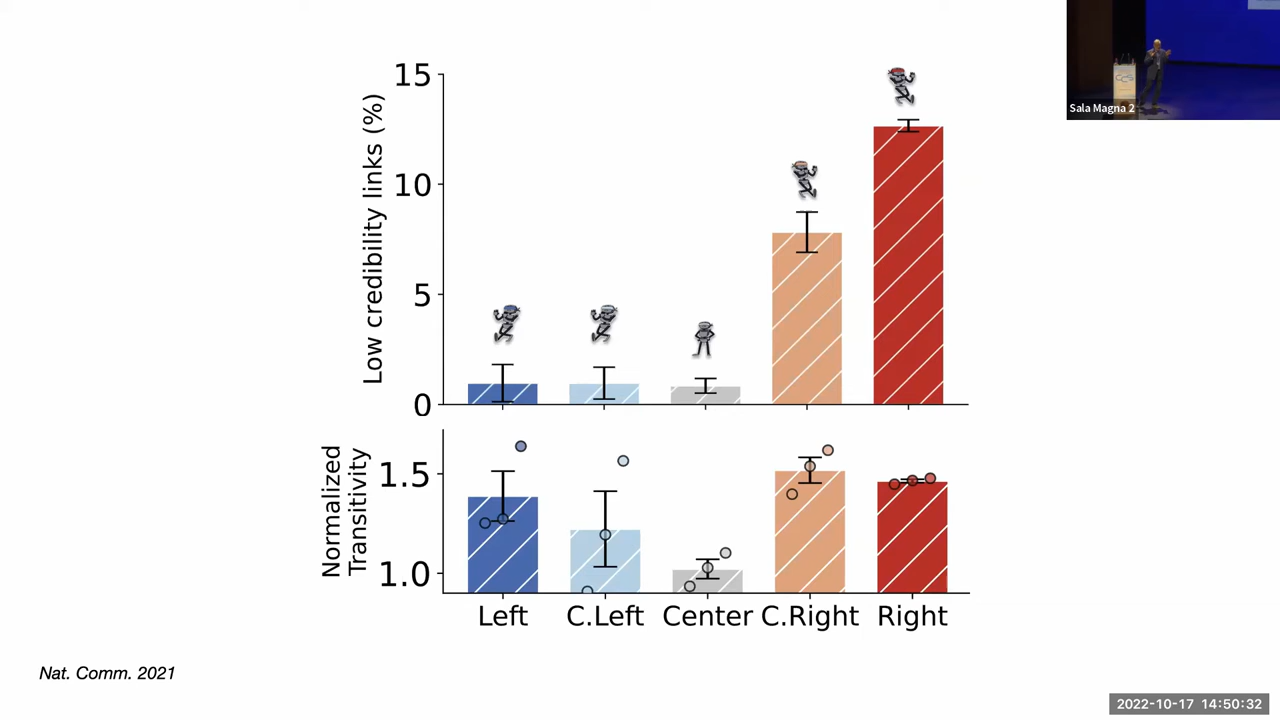 Sala Magna 2
15
10
5
0
Low credibility links (%)
1.5
1.0
Normalized
Transitivity
Left
C.Left
Center
C.Right
Right
Nat. Comm. 2021
2022-10-17 14:50:32